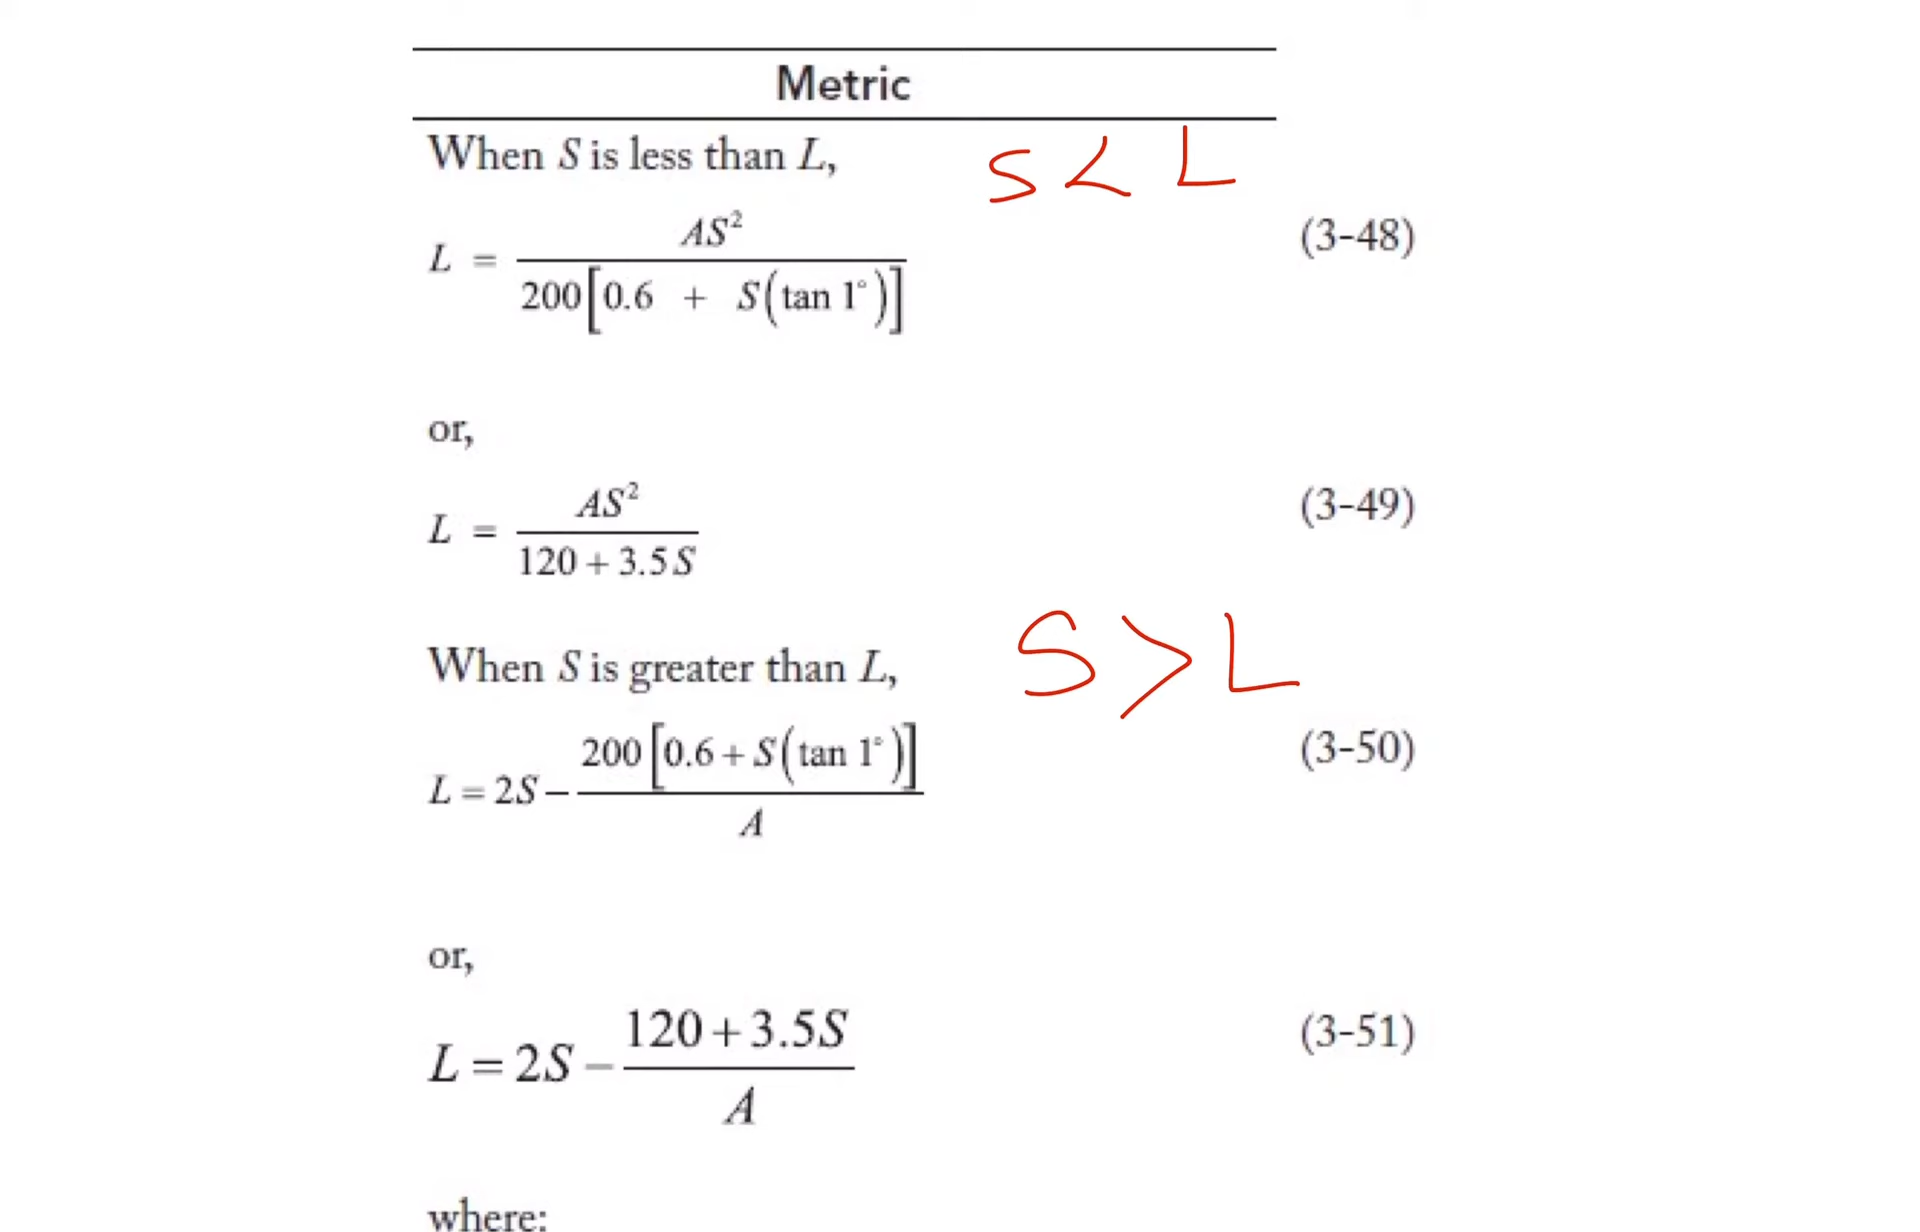 Metric
When S is less than L, S < L
L = AS² / 200[0.6 + S(tan 1°)] (3-48)
or,
L = AS² / 120 + 3.5S (3-49)
When S is greater than L, S > L
L = 2S − 200[0.6 + S(tan 1°)] / A (3-50)
or,
L = 2S − 120 + 3.5S / A (3-51)
where: